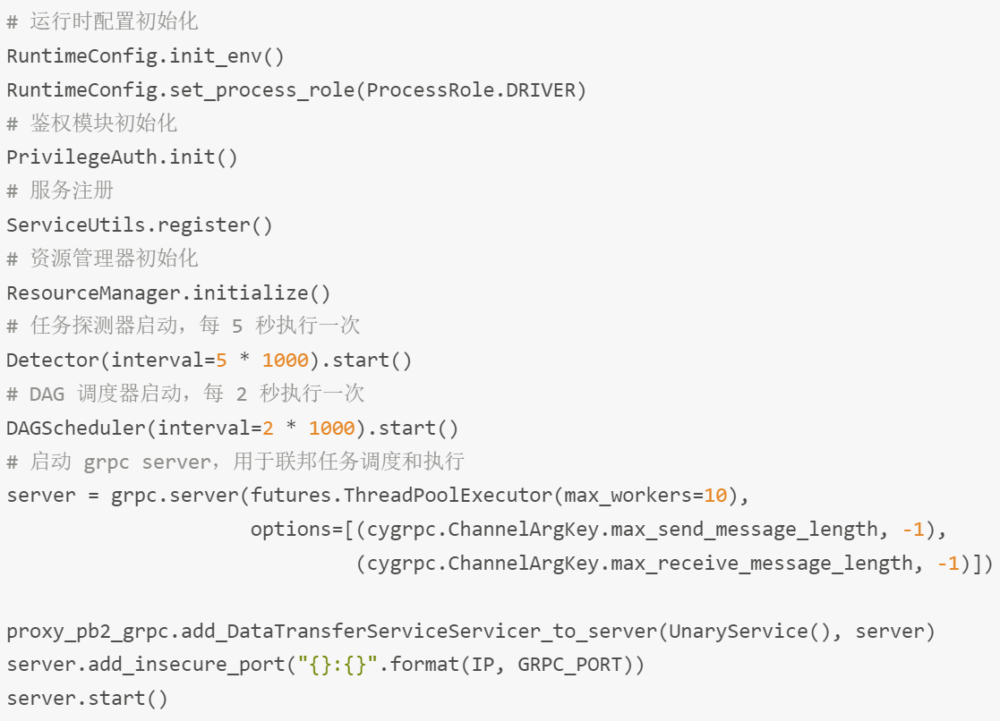 # 运行时配置初始化
RuntimeConfig.init_env()
RuntimeConfig.set_process_role(ProcessRole.DRIVER)
# 鉴权模块初始化
PrivilegeAuth.init()
# 服务注册
ServiceUtils.register()
# 资源管理器初始化
ResourceManager.initialize()
# 任务探测器启动，每 5 秒执行一次
Detector(interval=5 * 1000).start()
# DAG 调度器启动，每 2 秒执行一次
DAGScheduler(interval=2 * 1000).start()
# 启动 grpc server，用于联邦任务调度和执行
server = grpc.server(futures.ThreadPoolExecutor(max_workers=10),
                     options=[(cygrpc.ChannelArgKey.max_send_message_length, -1),
                              (cygrpc.ChannelArgKey.max_receive_message_length, -1)])
proxy_pb2_grpc.add_DataTransferServiceServicer_to_server(UnaryService(), server)
server.add_insecure_port("{}:{}".format(IP, GRPC_PORT))
server.start()